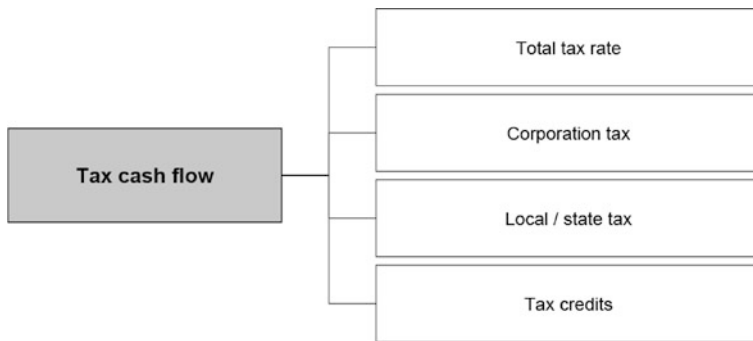 Tax cash flow
Total tax rate
Corporation tax
Local / state tax
Tax credits